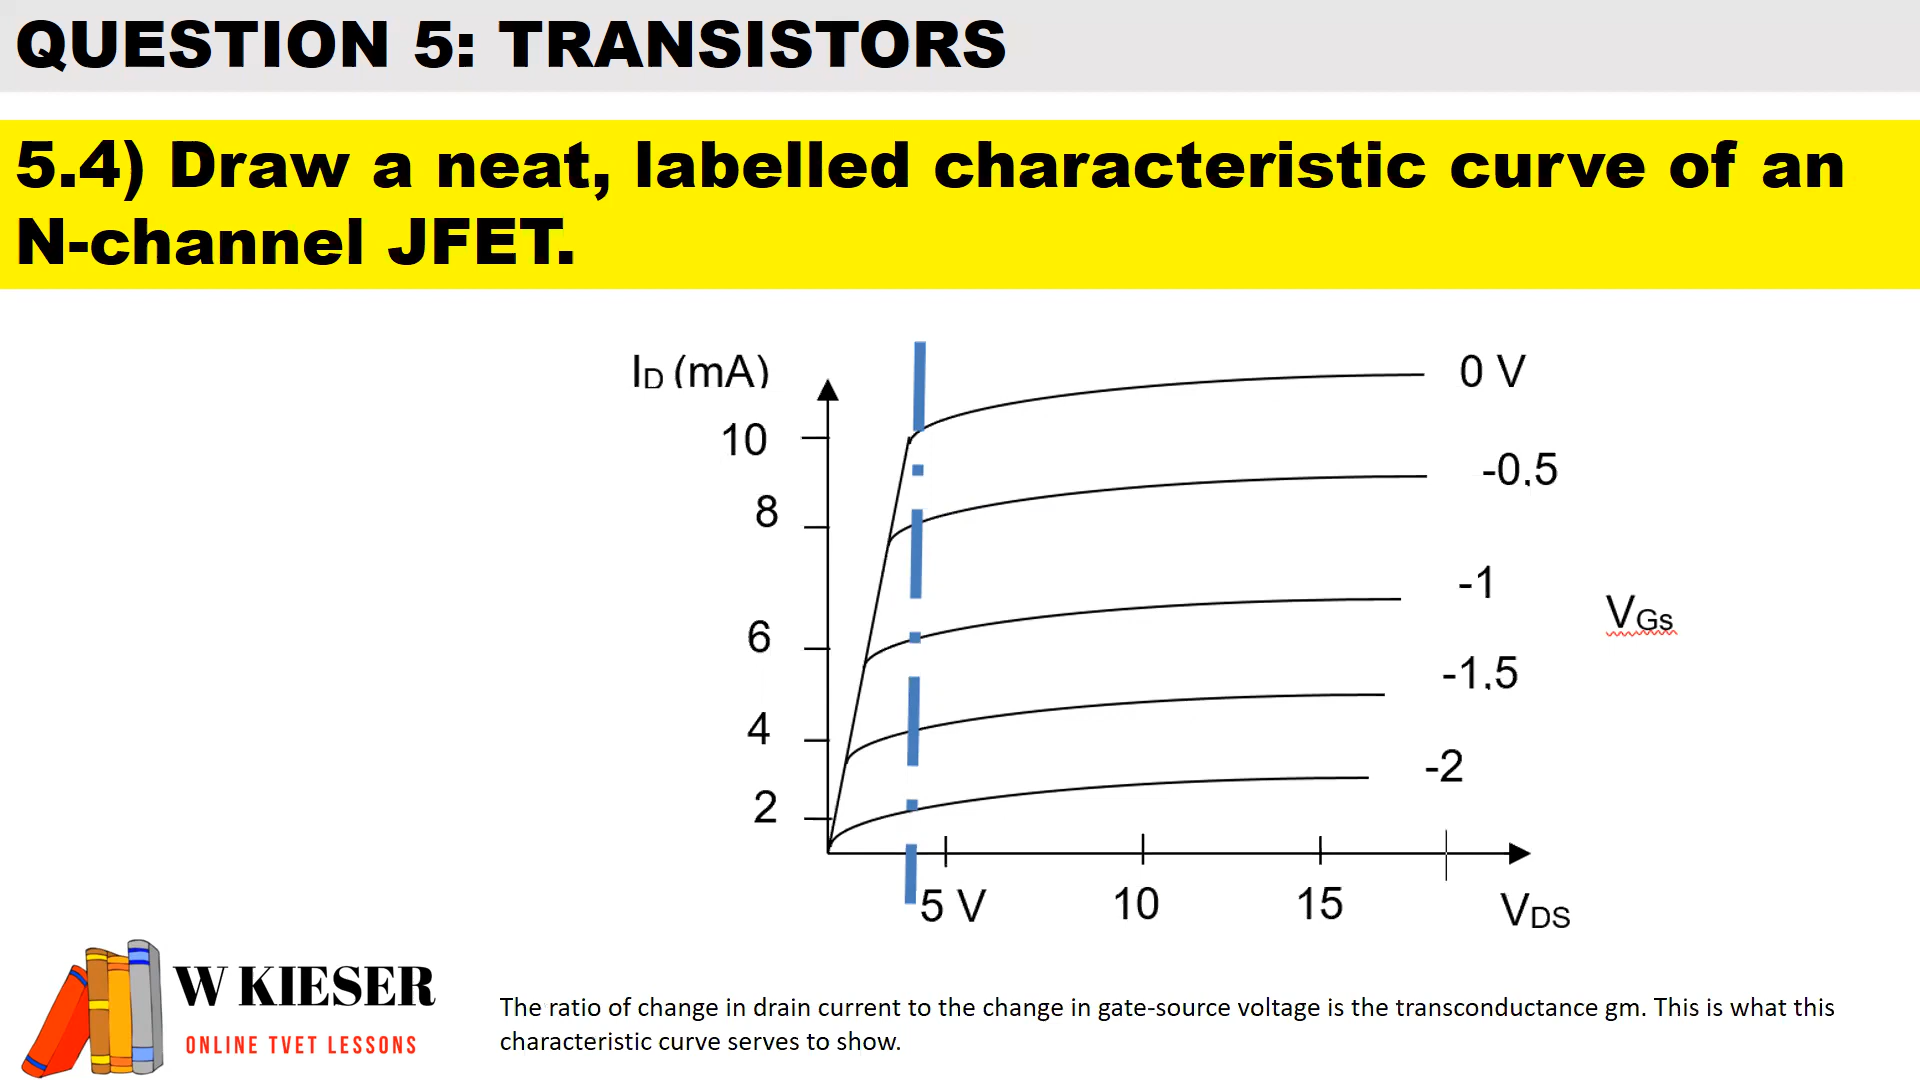 QUESTION 5: TRANSISTORS
5.4) Draw a neat, labelled characteristic curve of an
N-channel JFET.
ID (mA)
0 V
10
-0,5
8
-1
VGs
6
-1,5
4
-2
2
5 V
10
15
VDS
W KIESER
ONLINE TVET LESSONS
The ratio of change in drain current to the change in gate-source voltage is the transconductance gm. This is what this
characteristic curve serves to show.